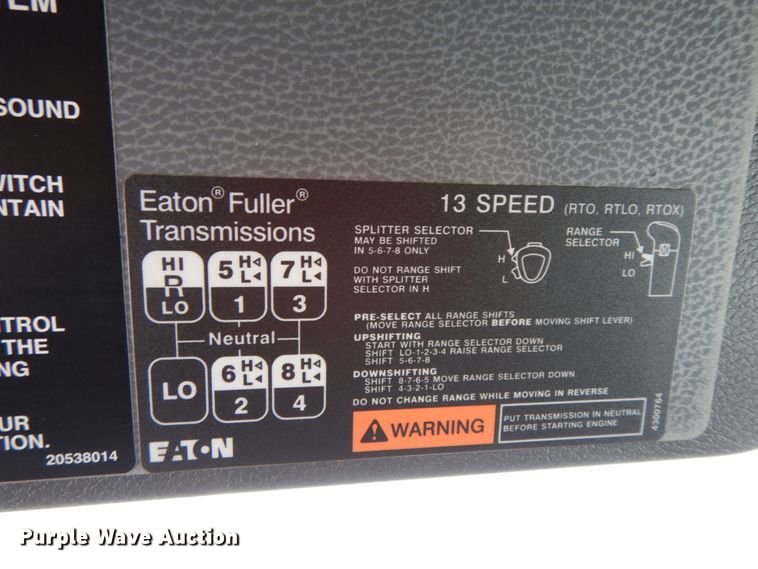 TEM
SOUND
WITCH
NTAIN
TROL
THE
NG
UR
TION.
20538014
Eaton® Fuller®
Transmissions
HI
R
LO
5 H
L
1
7 H
L
3
Neutral
LO
6 H
L
2
8 H
L
4
EATON
13 SPEED (RTO, RTLO, RTOX)
SPLITTER SELECTOR
MAY BE SHIFTED
IN 5-6-7-8 ONLY
DO NOT RANGE SHIFT
WITH SPLITTER
SELECTOR IN H
H
L
RANGE
SELECTOR
HI
LO
PRE-SELECT ALL RANGE SHIFTS
(MOVE RANGE SELECTOR BEFORE MOVING SHIFT LEVER)
UPSHIFTING
START WITH RANGE SELECTOR DOWN
SHIFT LO-1-2-3-4 RAISE RANGE SELECTOR
SHIFT 5-6-7-8
DOWNSHIFTING
SHIFT 8-7-6-5 MOVE RANGE SELECTOR DOWN
SHIFT 4-3-2-1-LO
DO NOT CHANGE RANGE WHILE MOVING IN REVERSE
WARNING
PUT TRANSMISSION IN NEUTRAL
BEFORE STARTING ENGINE
4300764
Purple Wave Auction